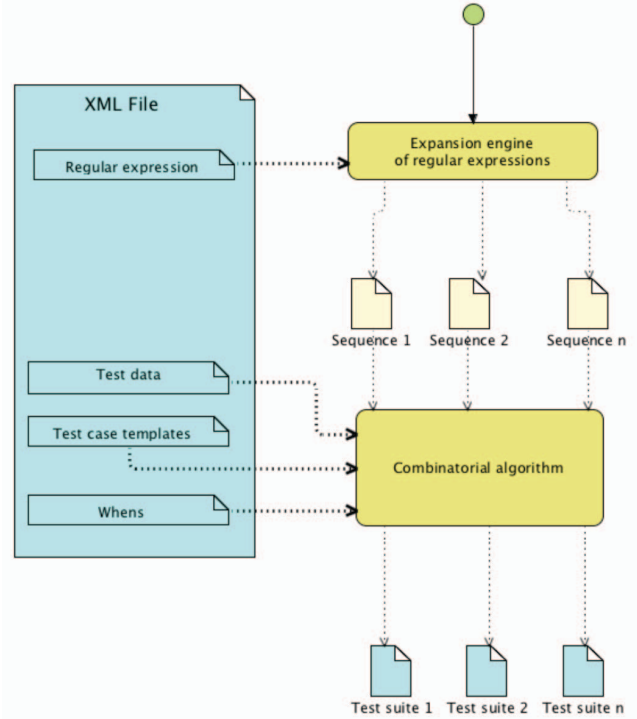 XML File
Expansion engine
of regular expressions
Regular expression
Sequence 1
Sequence 2
Sequence n
Test data
Test case templates
Combinatorial algorithm
Whens
Test suite 1
Test suite 2
Test suite n